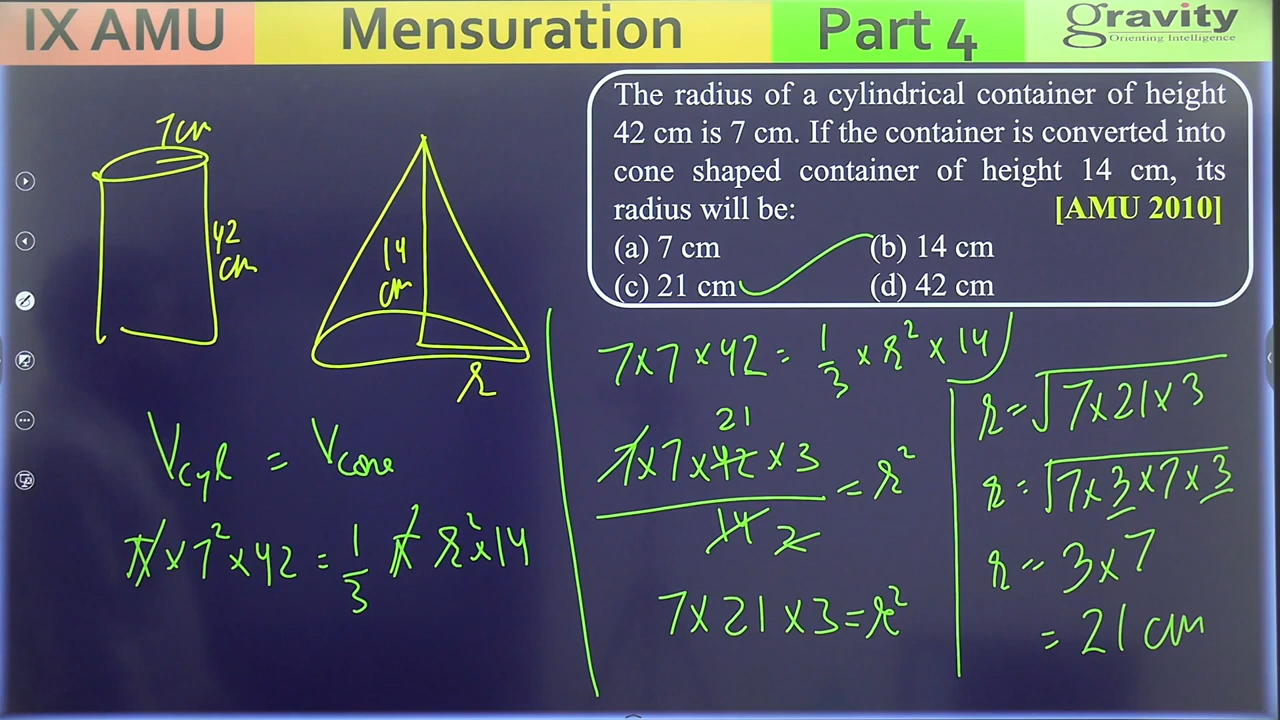 IX AMU
Mensuration
Part 4
gravity
Orienting Intelligence
The radius of a cylindrical container of height
42 cm is 7 cm. If the container is converted into
cone shaped container of height 14 cm, its
radius will be: [AMU 2010]
(a) 7 cm (b) 14 cm
(c) 21 cm (d) 42 cm
7cm
42
cm
14
cm
r
Vcyl = Vcone
π × 7² × 42 = 1/3 π r² × 14
7 × 7 × 42 = 1/3 × r² × 14
21
7 × 7 × 42 × 3 / 14 2 = r²
7 × 21 × 3 = r²
r = √7 × 21 × 3
r = √7 × 3 × 7 × 3
r = 3 × 7
= 21 cm